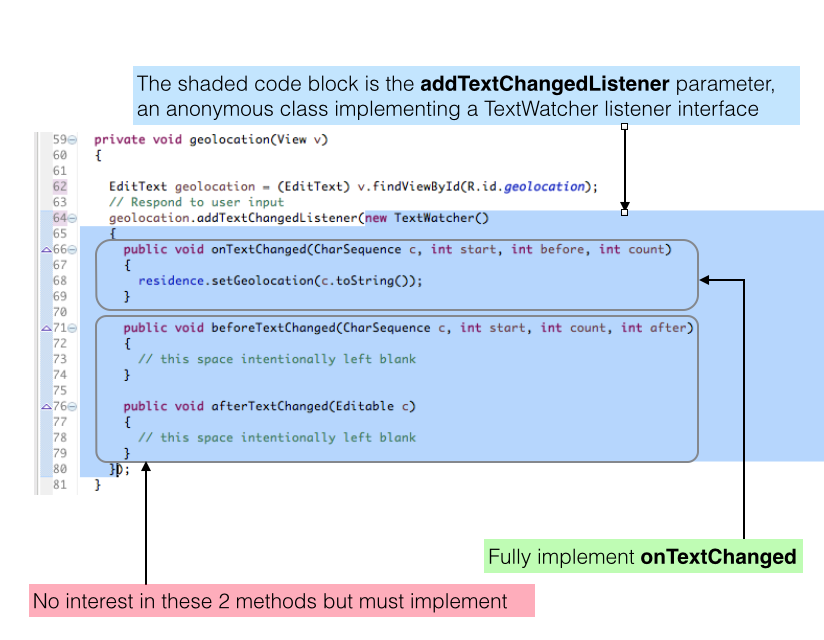 The shaded code block is the addTextChangedListener parameter,
an anonymous class implementing a TextWatcher listener interface
59 private void geolocation(View v)
60 {
61
62 EditText geolocation = (EditText) v.findViewById(R.id.geolocation);
63 // Respond to user input
64 geolocation.addTextChangedListener(new TextWatcher()
65 {
66 public void onTextChanged(CharSequence c, int start, int before, int count)
67 {
68 residence.setGeolocation(c.toString());
69 }
70
71 public void beforeTextChanged(CharSequence c, int start, int count, int after)
72 {
73 // this space intentionally left blank
74 }
75
76 public void afterTextChanged(Editable c)
77 {
78 // this space intentionally left blank
79 }
80 });
81 }
Fully implement onTextChanged
No interest in these 2 methods but must implement